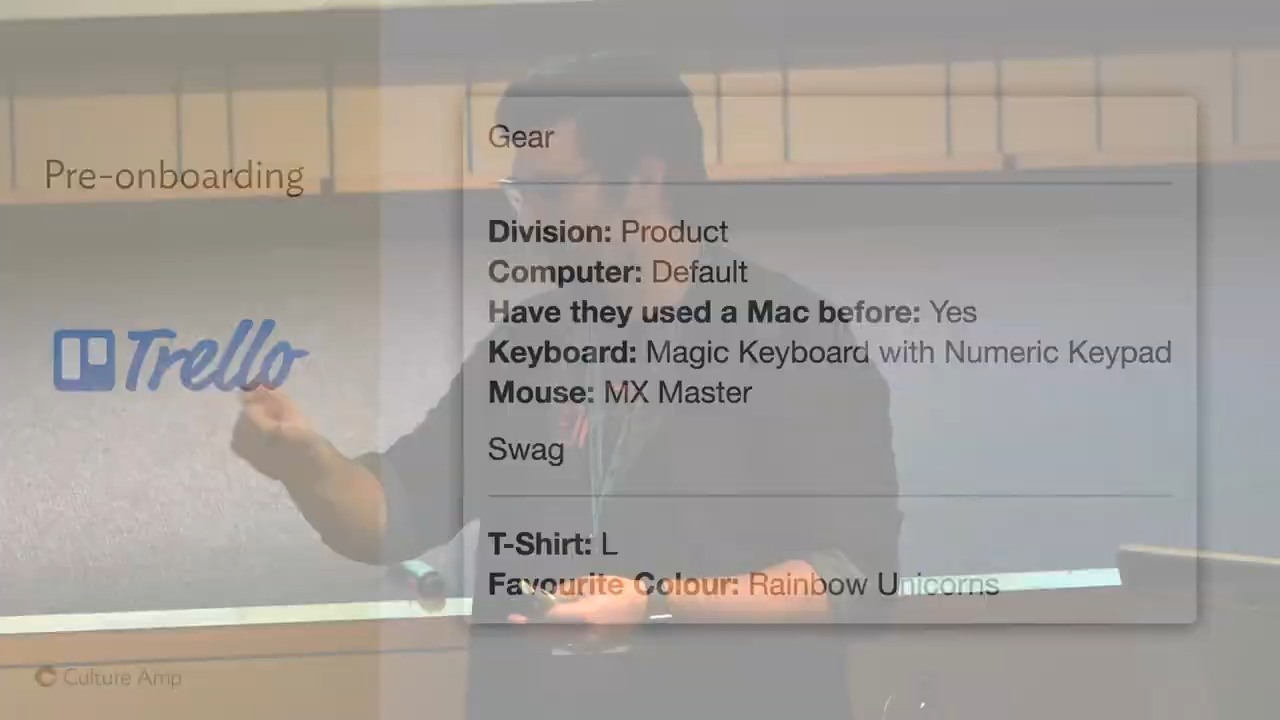 Pre-onboarding
Trello
Gear
Division: Product
Computer: Default
Have they used a Mac before: Yes
Keyboard: Magic Keyboard with Numeric Keypad
Mouse: MX Master
Swag
T-Shirt: L
Favourite Colour: Rainbow Unicorns
Culture Amp